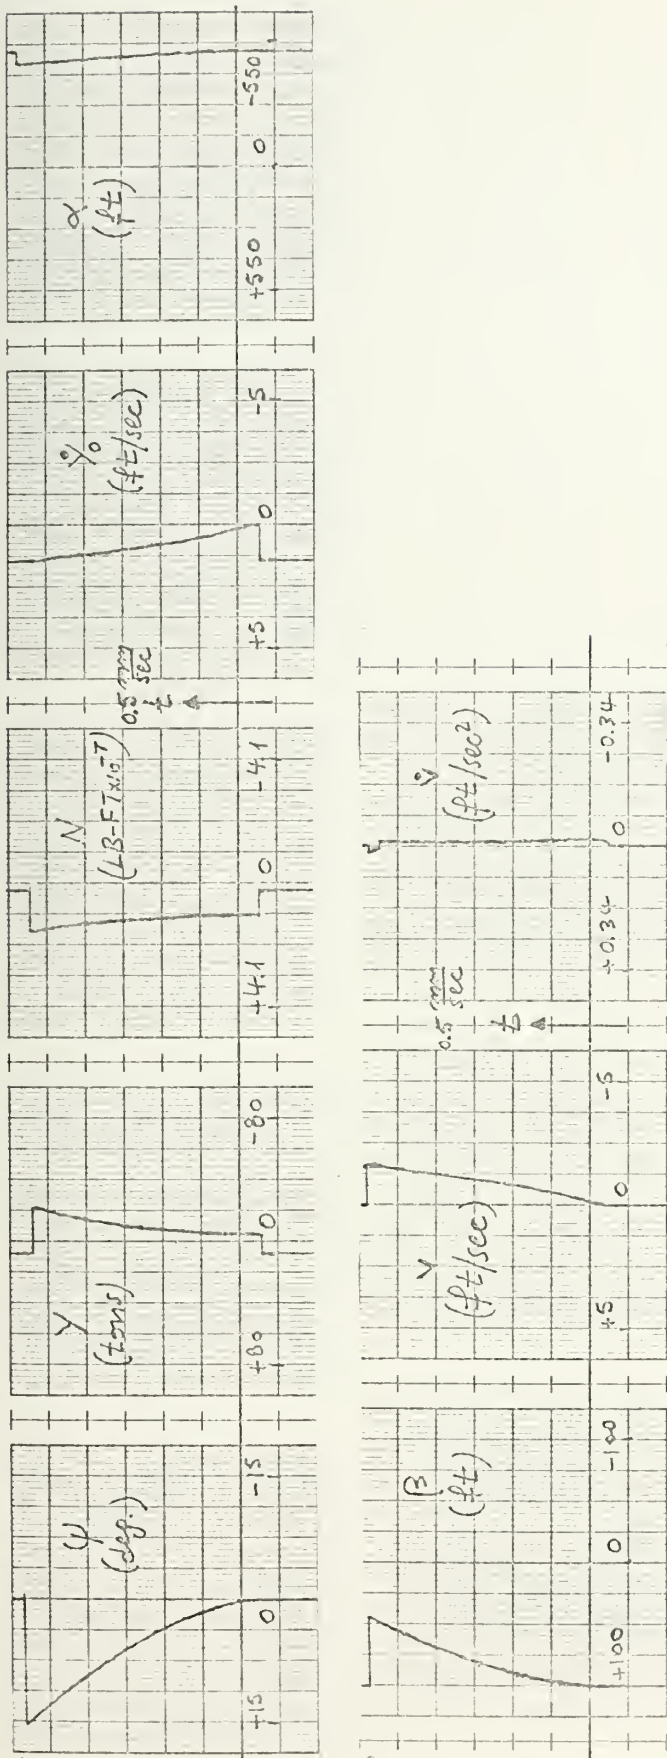 α
(ft)
+550 0 -550
ẏ₀
(ft/sec)
+5 0 -5
0.5 mm/sec
t
N
(LB-FT×10⁻⁷)
+4.1 0 -4.1
Y
(tons)
+80 0 -80
ψ
(deg.)
+15 0 -15
v̇
(ft/sec²)
+0.34 0 -0.34
0.5 mm/sec
t
v
(ft/sec)
+5 0 -5
β
(ft)
+100 0 -100